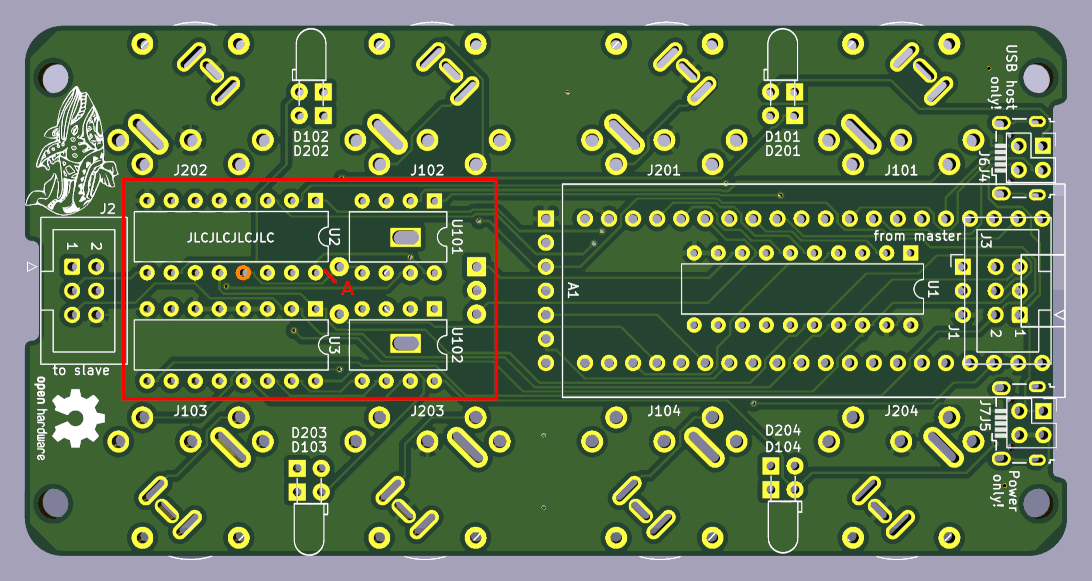 USB host
only!
D102
D202
D101
D201
J202
J102
J201
J101
J6
J4
J2
1 2
JLCJLCJLCJLC
U2
U101
A
from master
J3
A1
U1
J1
2
1
U3
U102
to slave
open hardware
J103
J203
J104
J204
J7
J5
D203
D103
D204
D104
Power
only!